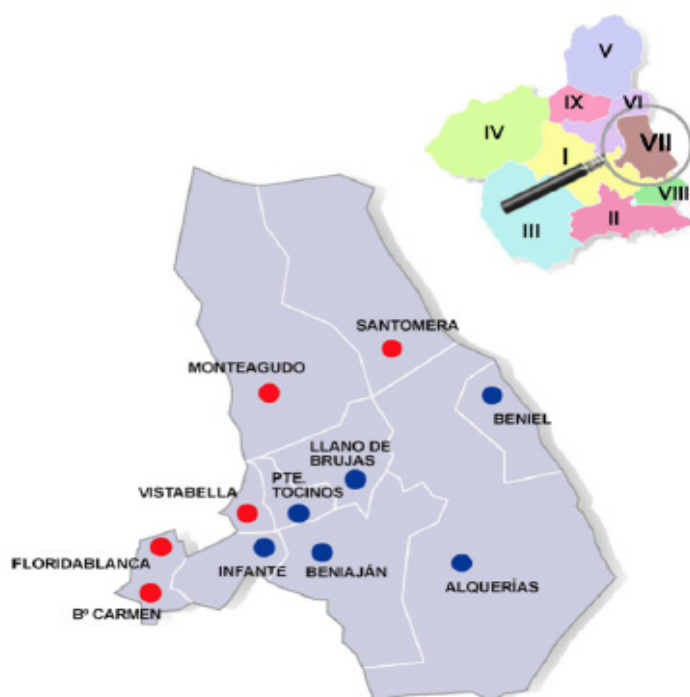 V
IX
VI
IV
VII
I
VIII
II
III
SANTOMERA
MONTEAGUDO
BENIEL
LLANO DE
BRUJAS
PTE.
TOCINOS
VISTABELLA
FLORIDABLANCA
INFANTE
BENIAJÁN
ALQUERÍAS
Bº CARMEN